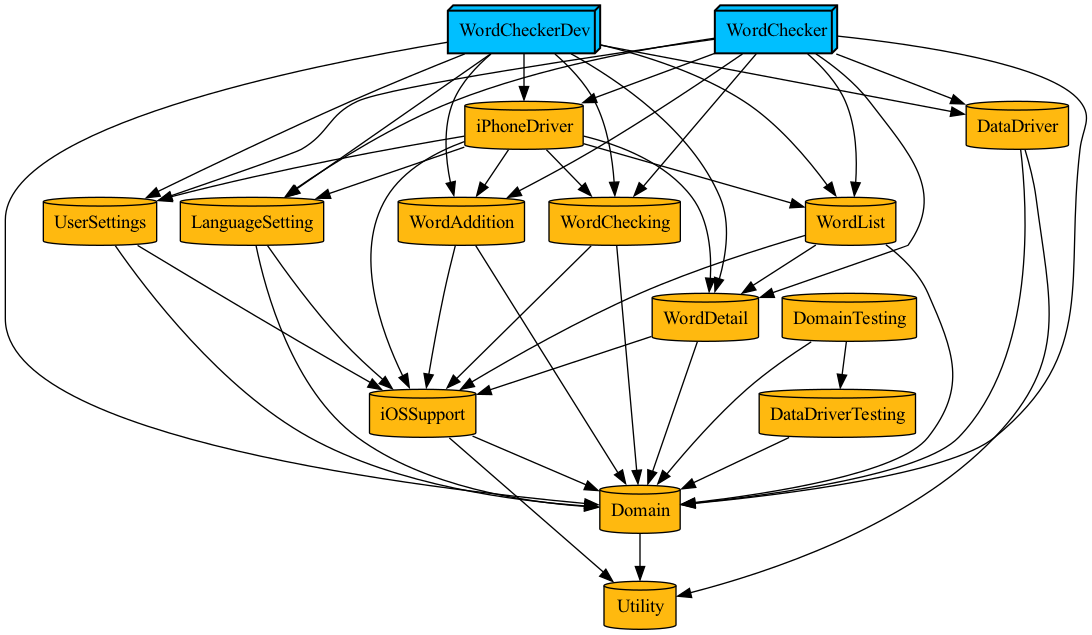 WordCheckerDev
WordChecker
iPhoneDriver
DataDriver
UserSettings
LanguageSetting
WordAddition
WordChecking
WordList
WordDetail
DomainTesting
iOSSupport
DataDriverTesting
Domain
Utility